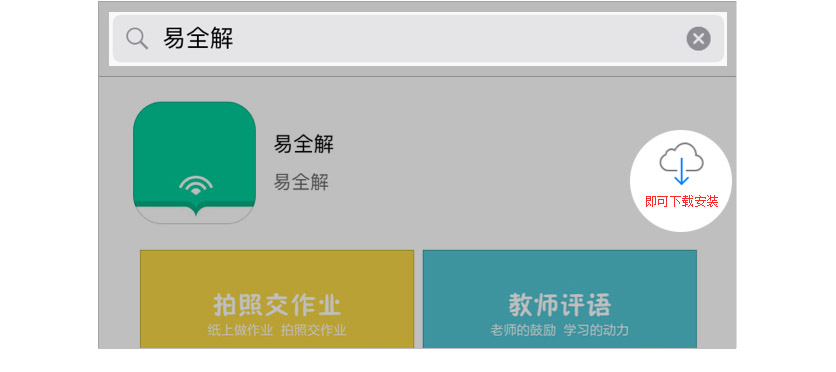 易全解
易全解
易全解
即可下载安装
拍照交作业
纸上做作业 拍照交作业
教师评语
老师的鼓励 学习的动力